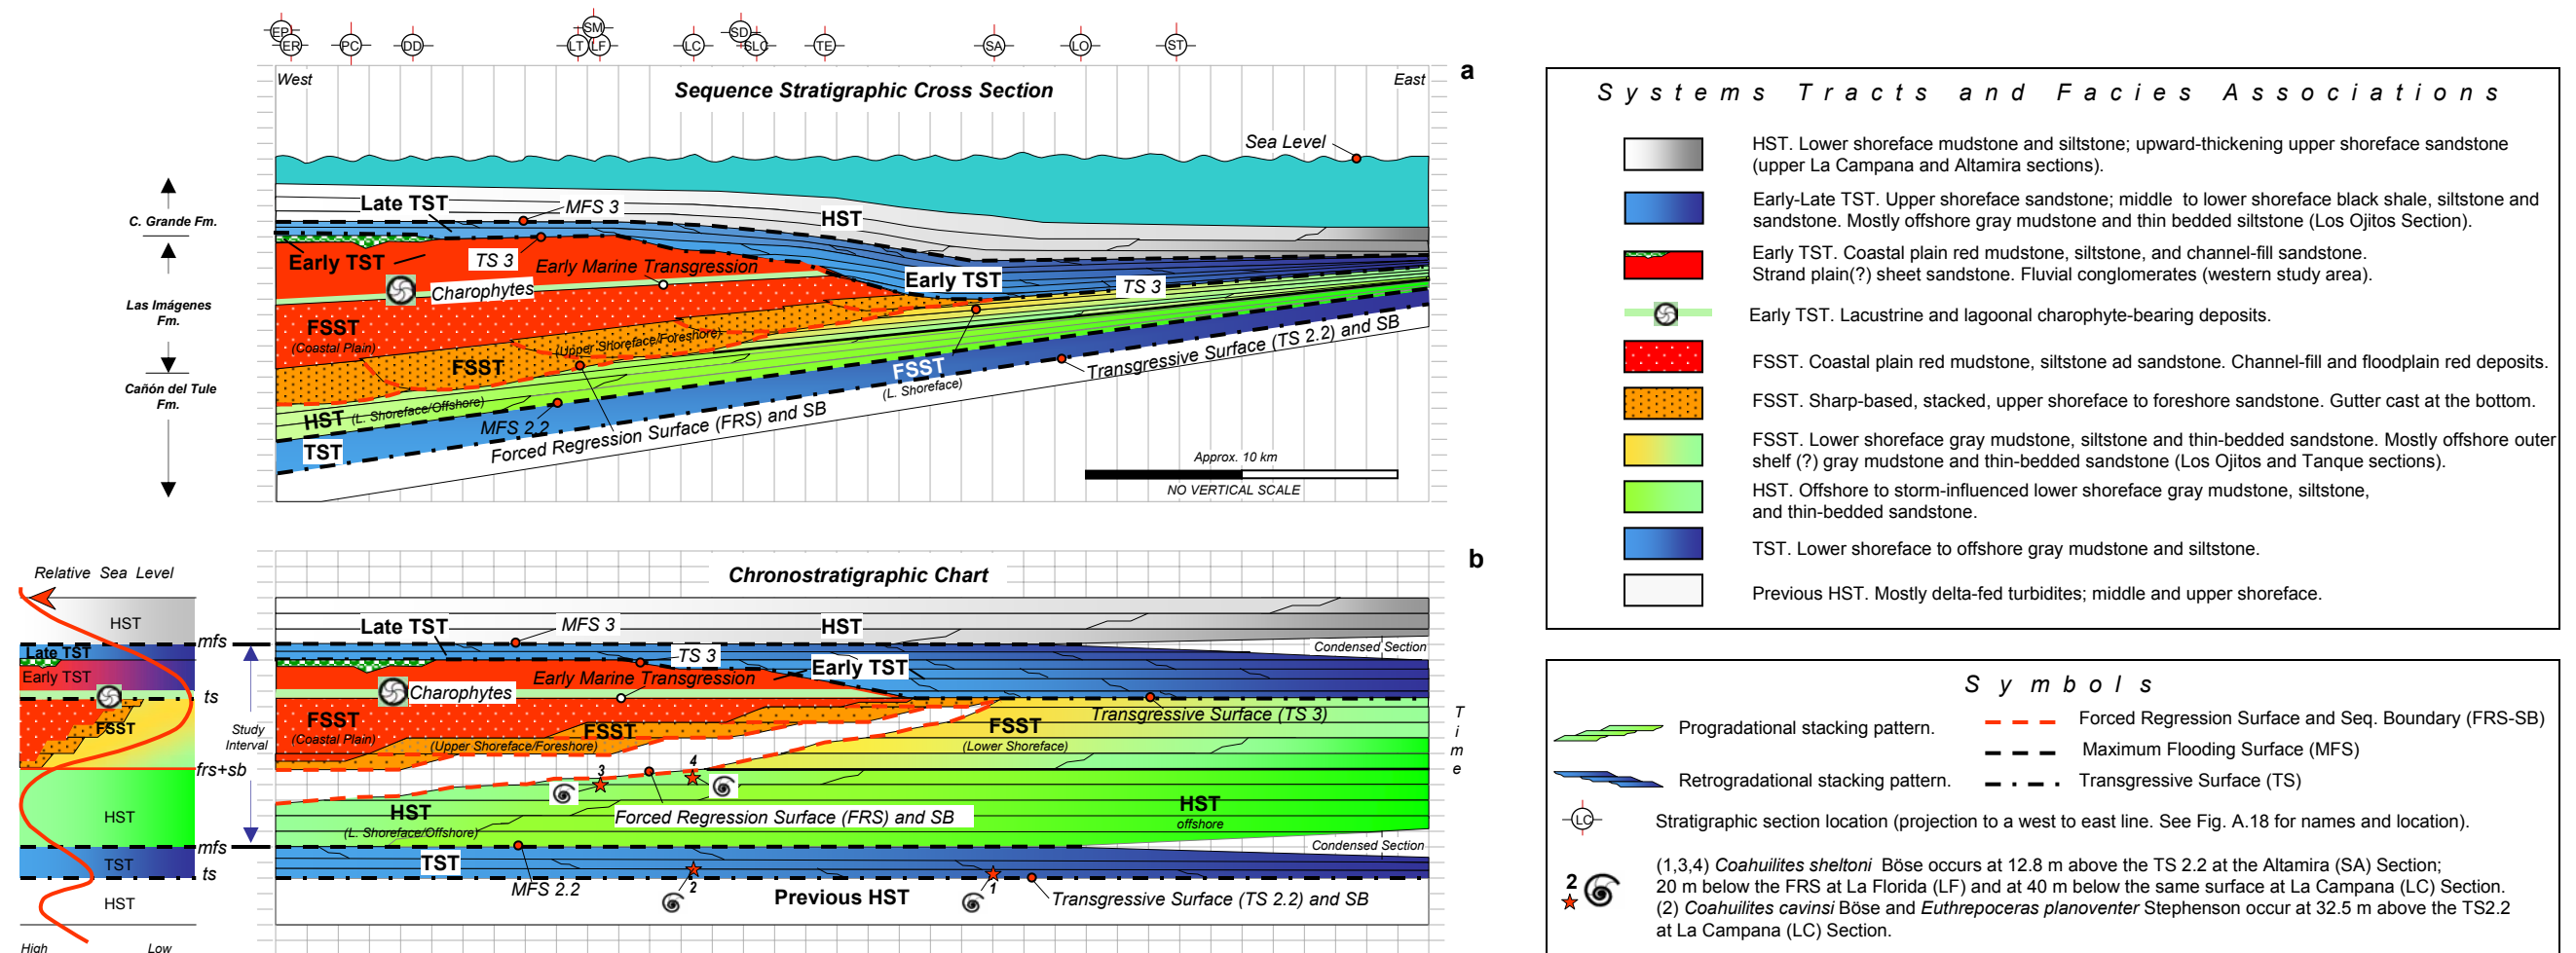 EP
ER
PC
DD
SM
LT
LF
LC
SD
SLC
TE
SA
LO
ST
a
West
East
Sequence Stratigraphic Cross Section
Sea Level
C. Grande Fm.
Las Imágenes
Fm.
Cañón del Tule
Fm.
Late TST
MFS 3
HST
Early TST
TS 3
Early Marine Transgression
Charophytes
Early TST
TS 3
FSST
(Coastal Plain)
FSST
(Upper Shoreface/Foreshore)
FSST
(L. Shoreface)
Transgressive Surface (TS 2.2) and SB
HST (L. Shoreface/Offshore)
MFS 2.2
TST
Forced Regression Surface (FRS) and SB
Approx. 10 km
NO VERTICAL SCALE
b
Chronostratigraphic Chart
Relative Sea Level
HST
mfs
Late TST
Early TST
ts
FSST
Study
Interval
frs+sb
HST
mfs
TST
ts
HST
High
Low
Late TST
MFS 3
HST
Condensed Section
TS 3
Early TST
Early Marine Transgression
Charophytes
FSST
(Coastal Plain)
FSST
(Upper Shoreface/Foreshore)
FSST
(Lower Shoreface)
Transgressive Surface (TS 3)
T
i
m
e
3
4
HST
(L. Shoreface/Offshore)
Forced Regression Surface (FRS) and SB
HST
offshore
Condensed Section
TST
MFS 2.2
2
1
Previous HST
Transgressive Surface (TS 2.2) and SB
Systems Tracts and Facies Associations
HST. Lower shoreface mudstone and siltstone; upward-thickening upper shoreface sandstone
(upper La Campana and Altamira sections).
Early-Late TST. Upper shoreface sandstone; middle to lower shoreface black shale, siltstone and
sandstone. Mostly offshore gray mudstone and thin bedded siltstone (Los Ojitos Section).
Early TST. Coastal plain red mudstone, siltstone, and channel-fill sandstone.
Strand plain(?) sheet sandstone. Fluvial conglomerates (western study area).
Early TST. Lacustrine and lagoonal charophyte-bearing deposits.
FSST. Coastal plain red mudstone, siltstone ad sandstone. Channel-fill and floodplain red deposits.
FSST. Sharp-based, stacked, upper shoreface to foreshore sandstone. Gutter cast at the bottom.
FSST. Lower shoreface gray mudstone, siltstone and thin-bedded sandstone. Mostly offshore outer
shelf (?) gray mudstone and thin-bedded sandstone (Los Ojitos and Tanque sections).
HST. Offshore to storm-influenced lower shoreface gray mudstone, siltstone,
and thin-bedded sandstone.
TST. Lower shoreface to offshore gray mudstone and siltstone.
Previous HST. Mostly delta-fed turbidites; middle and upper shoreface.
Symbols
Progradational stacking pattern.
Forced Regression Surface and Seq. Boundary (FRS-SB)
Maximum Flooding Surface (MFS)
Retrogradational stacking pattern.
Transgressive Surface (TS)
LC
Stratigraphic section location (projection to a west to east line. See Fig. A.18 for names and location).
2
(1,3,4) Coahuilites sheltoni Böse occurs at 12.8 m above the TS 2.2 at the Altamira (SA) Section;
20 m below the FRS at La Florida (LF) and at 40 m below the same surface at La Campana (LC) Section.
(2) Coahuilites cavinsi Böse and Euthrepoceras planoventer Stephenson occur at 32.5 m above the TS2.2
at La Campana (LC) Section.